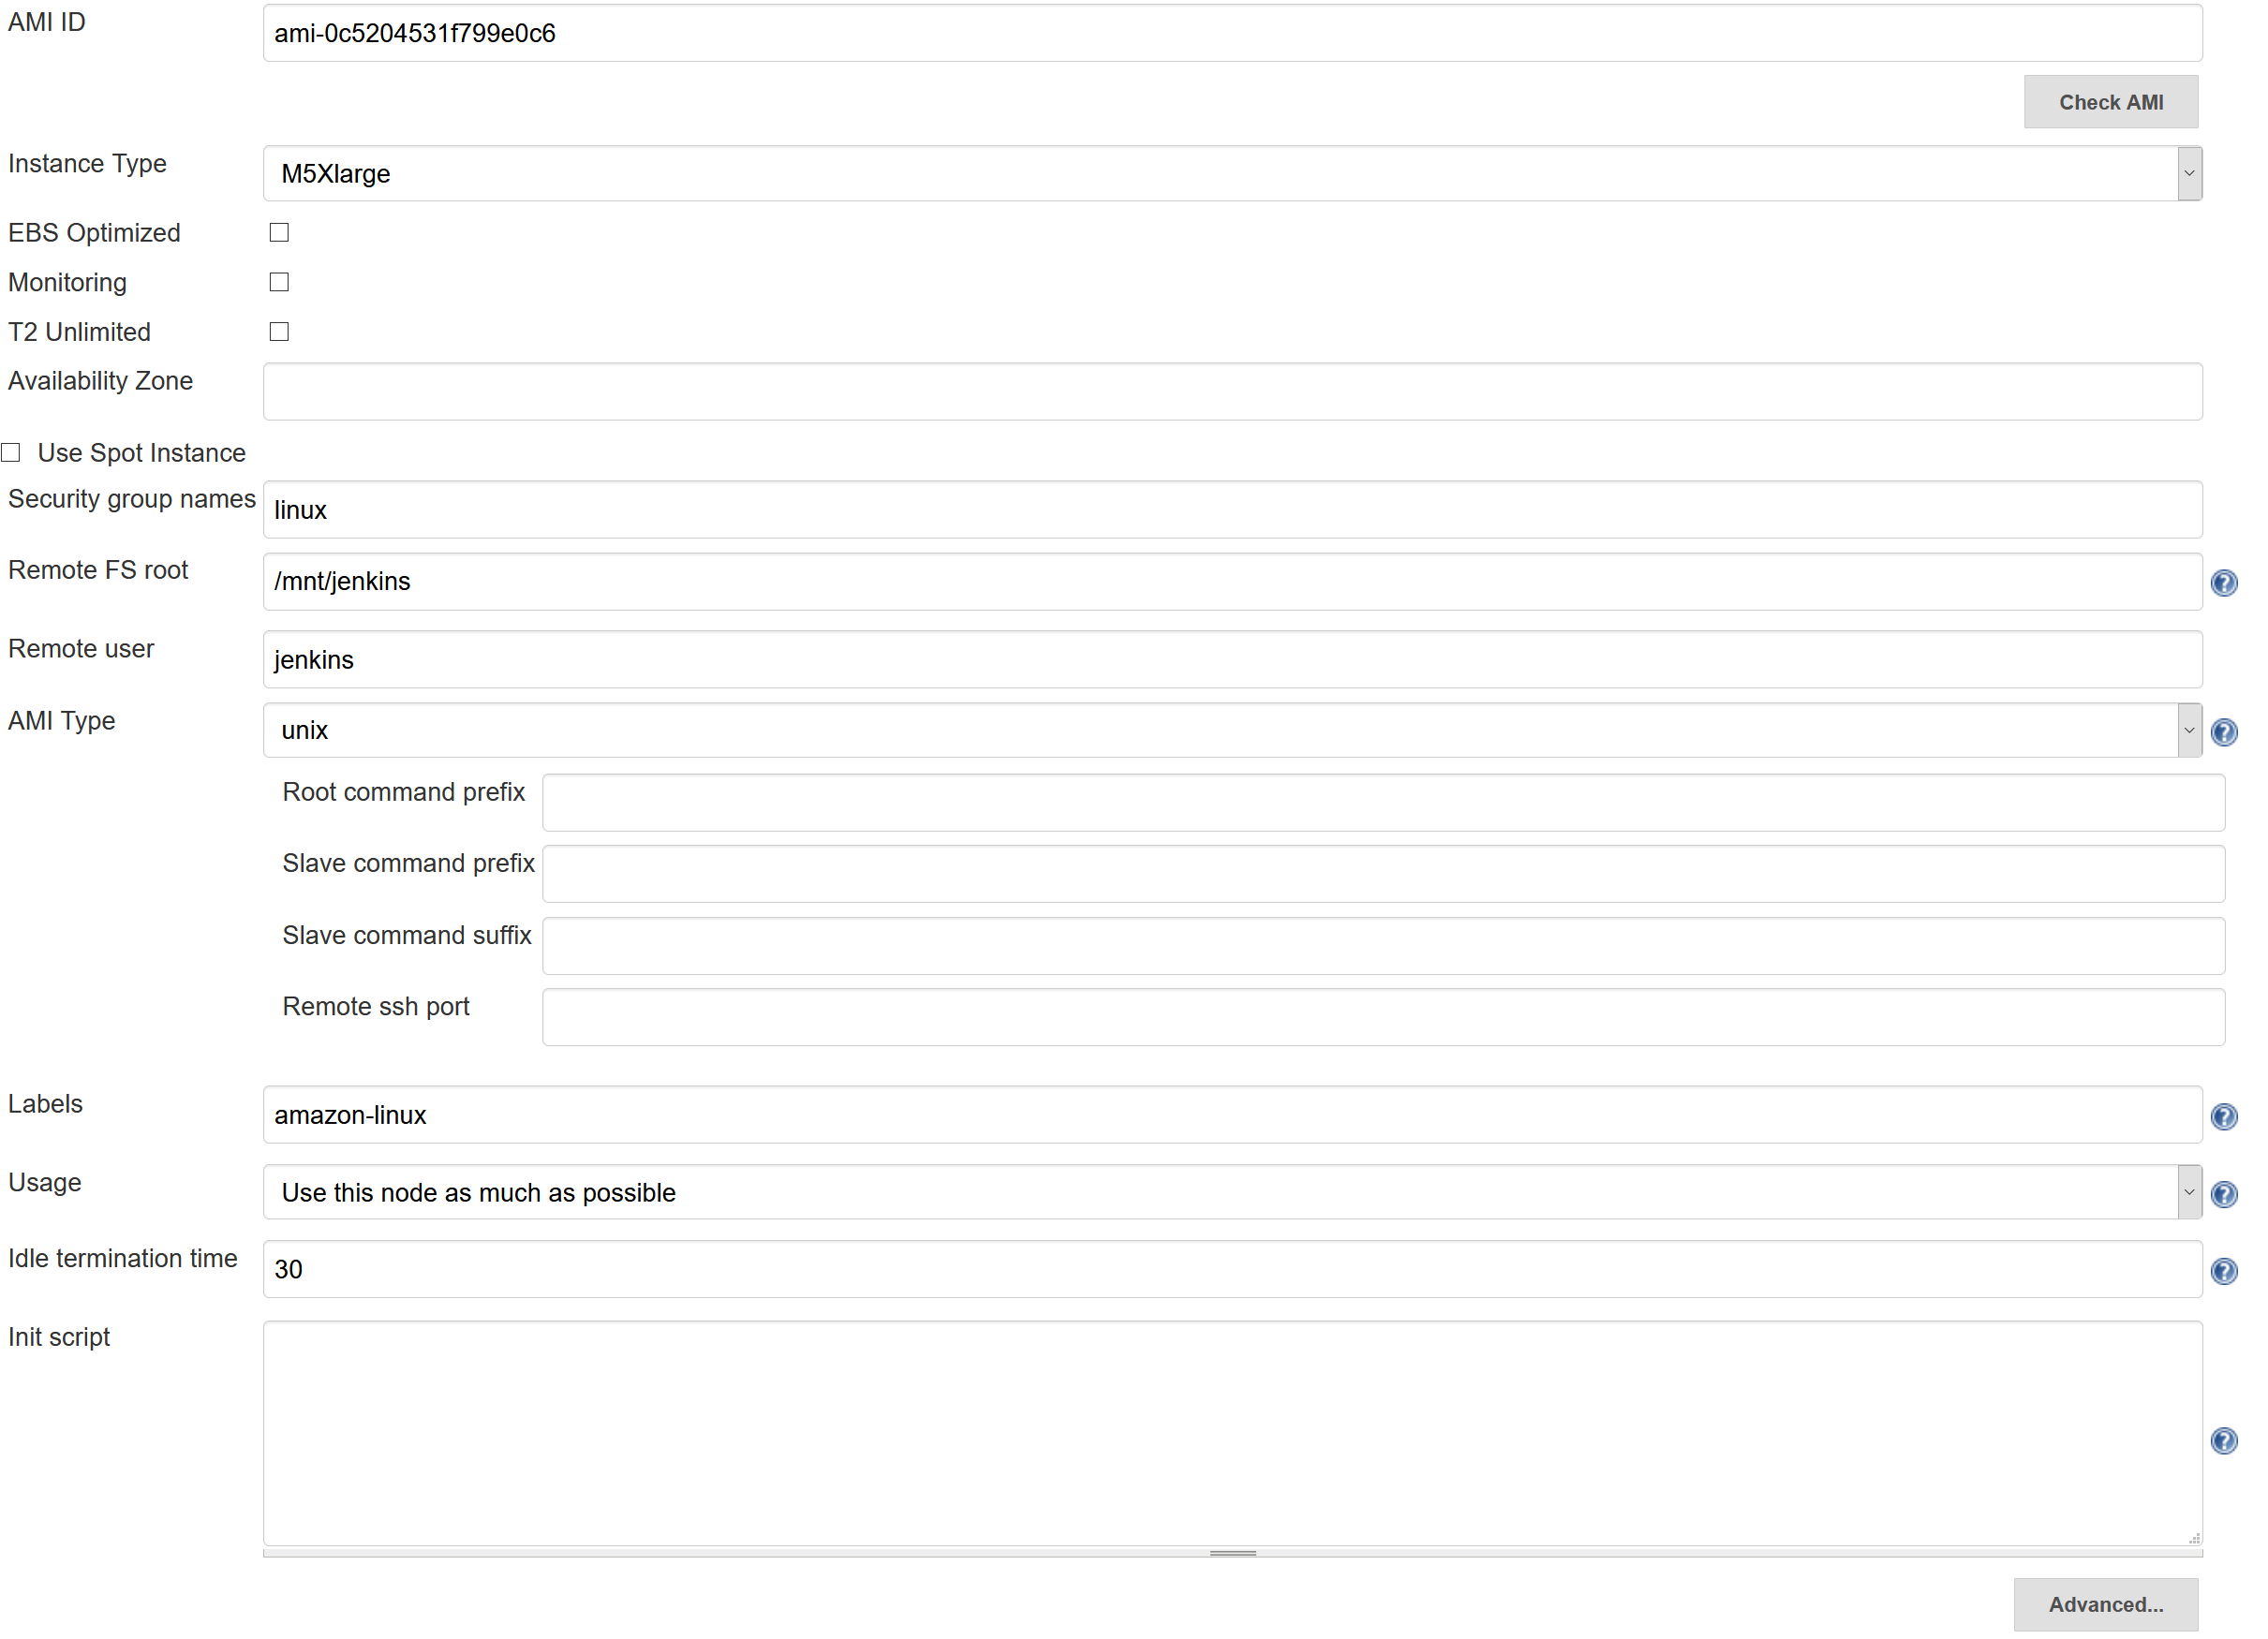 AMI ID
ami-0c5204531f799e0c6
Check AMI
Instance Type
M5Xlarge
EBS Optimized
Monitoring
T2 Unlimited
Availability Zone
Use Spot Instance
Security group names
linux
Remote FS root
/mnt/jenkins
Remote user
jenkins
AMI Type
unix
Root command prefix
Slave command prefix
Slave command suffix
Remote ssh port
Labels
amazon-linux
Usage
Use this node as much as possible
Idle termination time
30
Init script
Advanced...